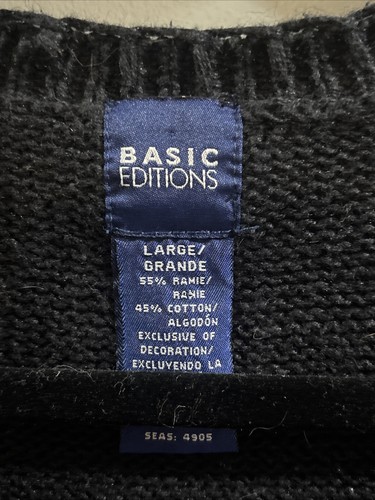 BASIC
EDITIONS
LARGE/
GRANDE
55% RAMIE/
RAMIE
45% COTTON/
ALGODÓN
EXCLUSIVE OF
DECORATION/
EXCLUYENDO LA
SEAS: 4905